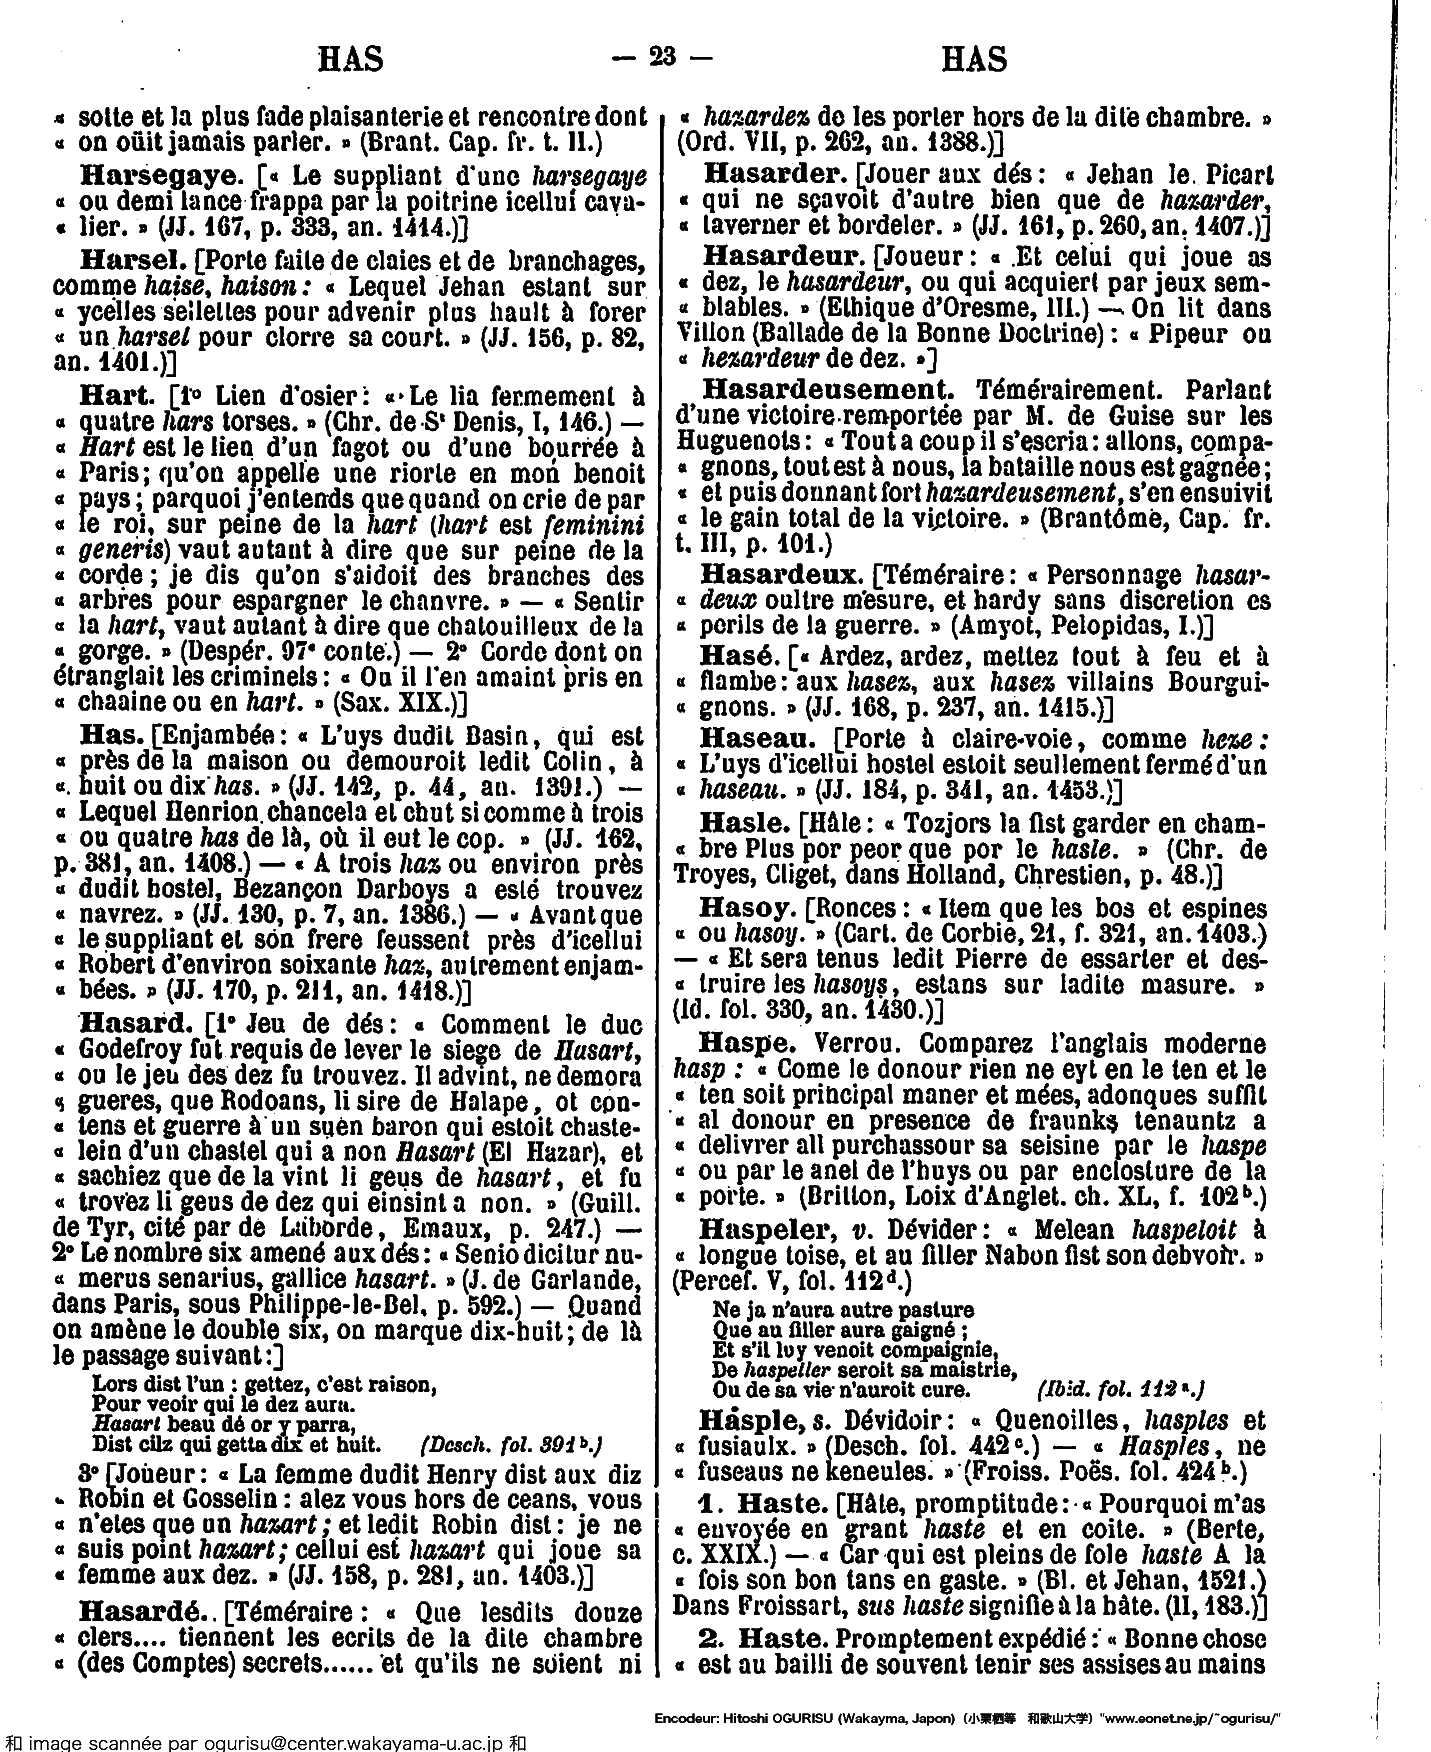 HAS — 23 — HAS
« sotte et la plus fade plaisanterie et rencontre dont
« on oüit jamais parler. » (Brant. Cap. fr. t. II.)
Harsegaye. [« Le suppliant d'une harsegaye
« ou demi lance frappa par la poitrine icellui cava-
« lier. » (JJ. 167, p. 333, an. 1414.)]
Harsel. [Porte faite de claies et de branchages,
comme haise, haison : « Lequel Jehan estant sur
« ycelles seilettes pour advenir plus hault à forer
« un harsel pour clorre sa court. » (JJ. 156, p. 82,
an. 1401.)]
Hart. [1º Lien d'osier : « Le lia fermement à
« quatre hars torses. » (Chr. de St Denis, I, 146.) —
« Hart est le lien d'un fagot ou d'une bourrée à
« Paris ; qu'on appelle une riorte en mon benoit
« pays ; parquoi j'entends que quand on crie de par
« le roi, sur peine de la hart (hart est feminini
« generis) vaut autant à dire que sur peine de la
« corde ; je dis qu'on s'aidoit des branches des
« arbres pour espargner le chanvre. » — « Sentir
« la hart, vaut autant à dire que chatouilleux de la
« gorge. » (Despér. 97e conte.) — 2º Corde dont on
étranglait les criminels : « Ou il l'en amaint pris en
« chaaine ou en hart. » (Sax. XIX.)]
Has. [Enjambée : « L'uys dudit Basin, qui est
« près de la maison ou demouroit ledit Colin, à
« huit ou dix has. » (JJ. 142, p. 44, an. 1391.) —
« Lequel Henrion chancela et chut si comme à trois
« ou quatre has de là, où il eut le cop. » (JJ. 162,
p. 381, an. 1408.) — « A trois haz ou environ près
« dudit hostel, Bezançon Darboys a esté trouvez
« navrez. » (JJ. 130, p. 7, an. 1386.) — « Avant que
« le suppliant et son frere feussent près d'icellui
« Robert d'environ soixante haz, autrement enjam-
« bées. » (JJ. 170, p. 211, an. 1418.)]
Hasard. [1º Jeu de dés : « Comment le duc
« Godefroy fut requis de lever le siege de Hasart,
« ou le jeu des dez fu trouvez. Il advint, ne demora
« gueres, que Rodoans, li sire de Halape, ot con-
« tens et guerre à un suen baron qui estoit chaste-
« lein d'un chastel qui a non Hasart (El Hazar), et
« sachiez que de la vint li geus de hasart, et fu
« trovez li geus de dez qui einsint a non. » (Guill.
de Tyr, cité par de Laborde, Emaux, p. 247.) —
2º Le nombre six amené aux dés : « Senio dicitur nu-
« merus senarius, gallice hasart. » (J. de Garlande,
dans Paris, sous Philippe-le-Bel, p. 592.) — Quand
on amène le double six, on marque dix-huit ; de là
le passage suivant :]
Lors dist l'un : gettez, c'est raison,
Pour veoir qui le dez aura.
Hasart beau dé or y parra,
Dist cilz qui getta dix et huit. (Desch. fol. 391 b.)
3º [Joueur : « La femme dudit Henry dist aux diz
« Robin et Gosselin : alez vous hors de ceans, vous
« n'etes que un hazart ; et ledit Robin dist : je ne
« suis point hazart ; cellui est hazart qui joue sa
« femme aux dez. » (JJ. 158, p. 281, an. 1403.)]
Hasardé. [Téméraire : « Que lesdits douze
« clers.... tiennent les ecrits de la dite chambre
« (des Comptes) secrets...... et qu'ils ne soient ni
« hazardez de les porter hors de la dite chambre. »
(Ord. VII, p. 262, an. 1388.)]
Hasarder. [Jouer aux dés : « Jehan le Picart
« qui ne sçavoit d'autre bien que de hazarder,
« taverner et bordeler. » (JJ. 161, p. 260, an. 1407.)]
Hasardeur. [Joueur : « Et celui qui joue as
« dez, le hasardeur, ou qui acquiert par jeux sem-
« blables. » (Ethique d'Oresme, III.) — On lit dans
Villon (Ballade de la Bonne Doctrine) : « Pipeur ou
« hezardeur de dez. »]
Hasardeusement. Témérairement. Parlant
d'une victoire remportée par M. de Guise sur les
Huguenots : « Tout a coup il s'escria : allons, compa-
« gnons, tout est à nous, la bataille nous est gagnée ;
« et puis donnant fort hazardeusement, s'en ensuivit
« le gain total de la victoire. » (Brantôme, Cap. fr.
t. III, p. 101.)
Hasardeux. [Téméraire : « Personnage hasar-
« deux oultre mesure, et hardy sans discretion es
« perils de la guerre. » (Amyot, Pelopidas, I.)]
Hasé. [« Ardez, ardez, mettez tout à feu et à
« flambe : aux hasez, aux hasez villains Bourgui-
« gnons. » (JJ. 168, p. 237, an. 1415.)]
Haseau. [Porte à claire-voie, comme heze :
« L'uys d'icellui hostel estoit seullement fermé d'un
« haseau. » (JJ. 184, p. 341, an. 1453.)]
Hasle. [Hâle : « Tozjors la fist garder en cham-
« bre Plus por peor que por le hasle. » (Chr. de
Troyes, Cliget, dans Holland, Chrestien, p. 48.)]
Hasoy. [Ronces : « Item que les bos et espines
« ou hasoy. » (Cart. de Corbie, 21, f. 321, an. 1403.)
— « Et sera tenus ledit Pierre de essarter et des-
« truire les hasoys, estans sur ladite masure. »
(Id. fol. 330, an. 1430.)]
Haspe. Verrou. Comparez l'anglais moderne
hasp : « Come le donour rien ne eyt en le ten et le
« ten soit principal maner et mées, adonques suffit
« al donour en presence de fraunks tenauntz a
« delivrer all purchassour sa seisine par le haspe
« ou par le anel de l'huys ou par enclosture de la
« porte. » (Britton, Loix d'Anglet. ch. XL, f. 102 b.)
Haspeler, v. Dévider : « Melean haspeloit à
« longue toise, et au filler Nabon fist son debvoir. »
(Percef. V, fol. 112 d.)
Ne ja n'aura autre pasture
Que au filler aura gaigné ;
Et s'il luy venoit compaignie,
De haspeller seroit sa maistrie,
Ou de sa vie n'auroit cure. (Ibid. fol. 112 a.)
Hasple, s. Dévidoir : « Quenoilles, hasples et
« fusiaulx. » (Desch. fol. 442 c.) — « Hasples, ne
« fuseaus ne keneules. » (Froiss. Poës. fol. 424 b.)
1. Haste. [Hâte, promptitude : « Pourquoi m'as
« envoyée en grant haste et en coite. » (Berte,
c. XXIX.) — « Car qui est pleins de fole haste A la
« fois son bon tans en gaste. » (Bl. et Jehan, 1521.)
Dans Froissart, sus haste signifie à la hâte. (II, 183.)]
2. Haste. Promptement expédié : « Bonne chose
« est au bailli de souvent tenir ses assises au mains
Encodeur: Hitoshi OGURISU (Wakayma, Japon) (小栗栖等 和歌山大学) "www.eonet.ne.jp/~ogurisu/"
和 image scannée par ogurisu@center.wakayama-u.ac.jp 和